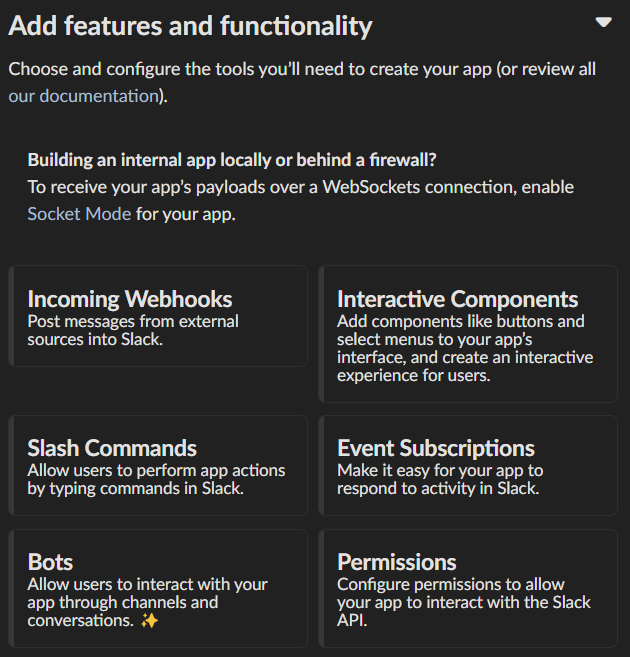 Add features and functionality
Choose and configure the tools you’ll need to create your app (or review all
our documentation).
Building an internal app locally or behind a firewall?
To receive your app’s payloads over a WebSockets connection, enable
Socket Mode for your app.
Incoming Webhooks
Post messages from external
sources into Slack.
Interactive Components
Add components like buttons and
select menus to your app’s
interface, and create an interactive
experience for users.
Slash Commands
Allow users to perform app actions
by typing commands in Slack.
Event Subscriptions
Make it easy for your app to
respond to activity in Slack.
Bots
Allow users to interact with your
app through channels and
conversations. ✨
Permissions
Configure permissions to allow
your app to interact with the Slack
API.